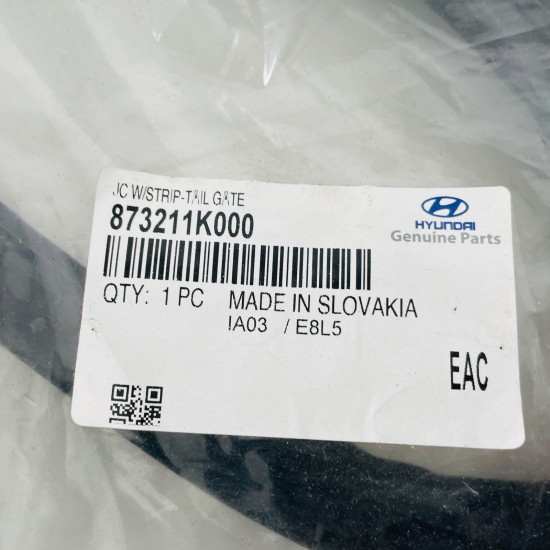 JC W/STRIP-TAIL GATE
873211K000
HYUNDAI
Genuine Parts
QTY: 1 PC MADE IN SLOVAKIA
IA03 / E8L5
EAC